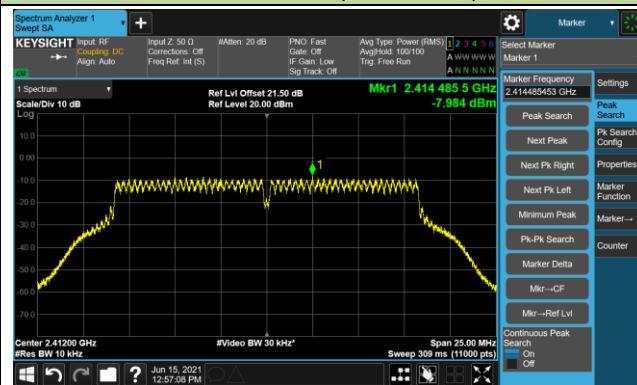 Spectrum Analyzer 1
Swept SA
Marker
KEYSIGHT
Input: RF
Coupling: DC
Align: Auto
Input Z: 50 Ω
Corrections: Off
Freq Ref: Int (S)
#Atten: 20 dB
PNO: Fast
Gate: Off
IF Gain: Low
Sig Track: Off
Avg Type: Power (RMS)
Avg|Hold: 100/100
Trig: Free Run
1 2 3 4 5 6
A W W W W W
A N N N N N
LXI
Select Marker
Marker 1
1 Spectrum
Scale/Div 10 dB
Log
Ref Lvl Offset 21.50 dB
Ref Level 20.00 dBm
Mkr1 2.414 485 5 GHz
-7.984 dBm
Marker Frequency
2.414485453 GHz
Peak Search
Next Peak
Next Pk Right
Next Pk Left
Minimum Peak
Pk-Pk Search
Marker Delta
Mkr→CF
Mkr→Ref Lvl
Continuous Peak
Search
On
Off
Settings
Peak
Search
Pk Search
Config
Properties
Marker
Function
Marker→
Counter
10.0
0.00
-10.0
-20.0
-30.0
-40.0
-50.0
-60.0
-70.0
1
Center 2.41200 GHz
#Res BW 10 kHz
#Video BW 30 kHz*
Span 25.00 MHz
Sweep 309 ms (11000 pts)
Jun 15, 2021
12:57:08 PM